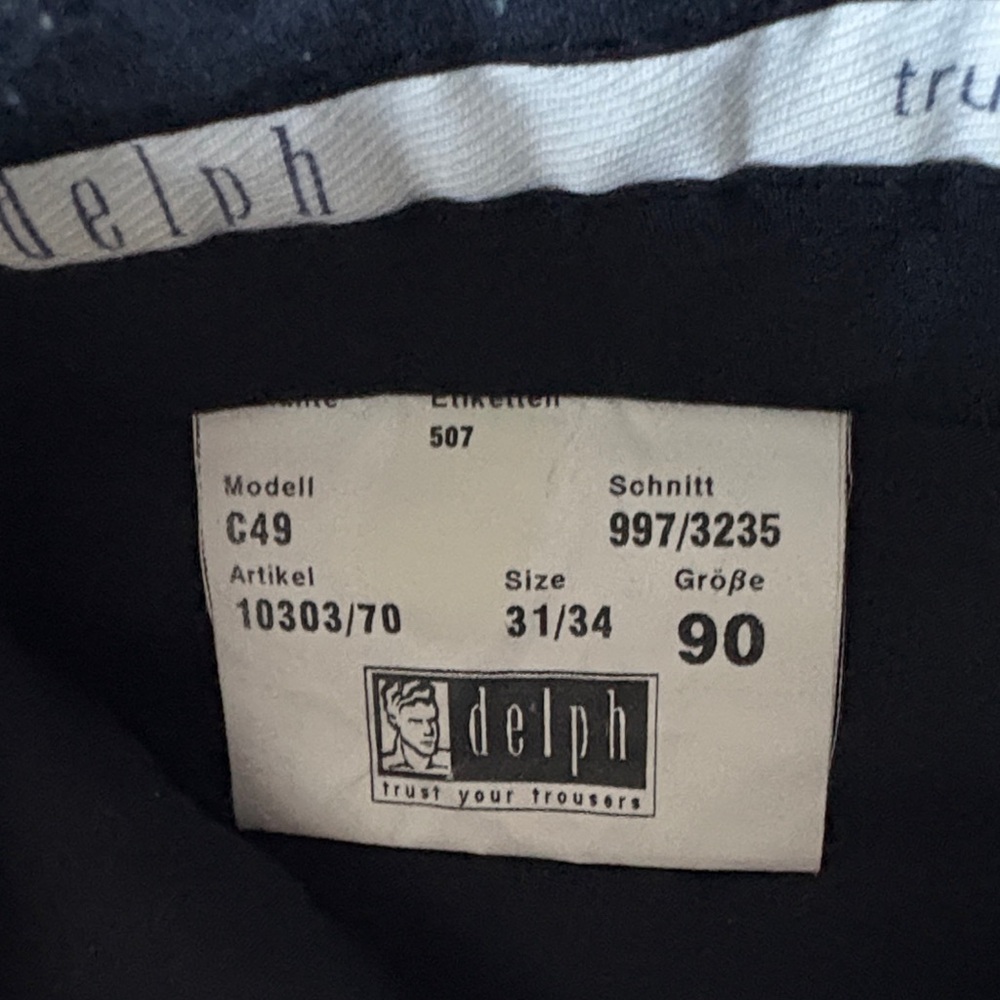 delph tru
Etiketten
507
Modell Schnitt
C49 997/3235
Artikel Size Größe
10303/70 31/34 90
delph
trust your trousers